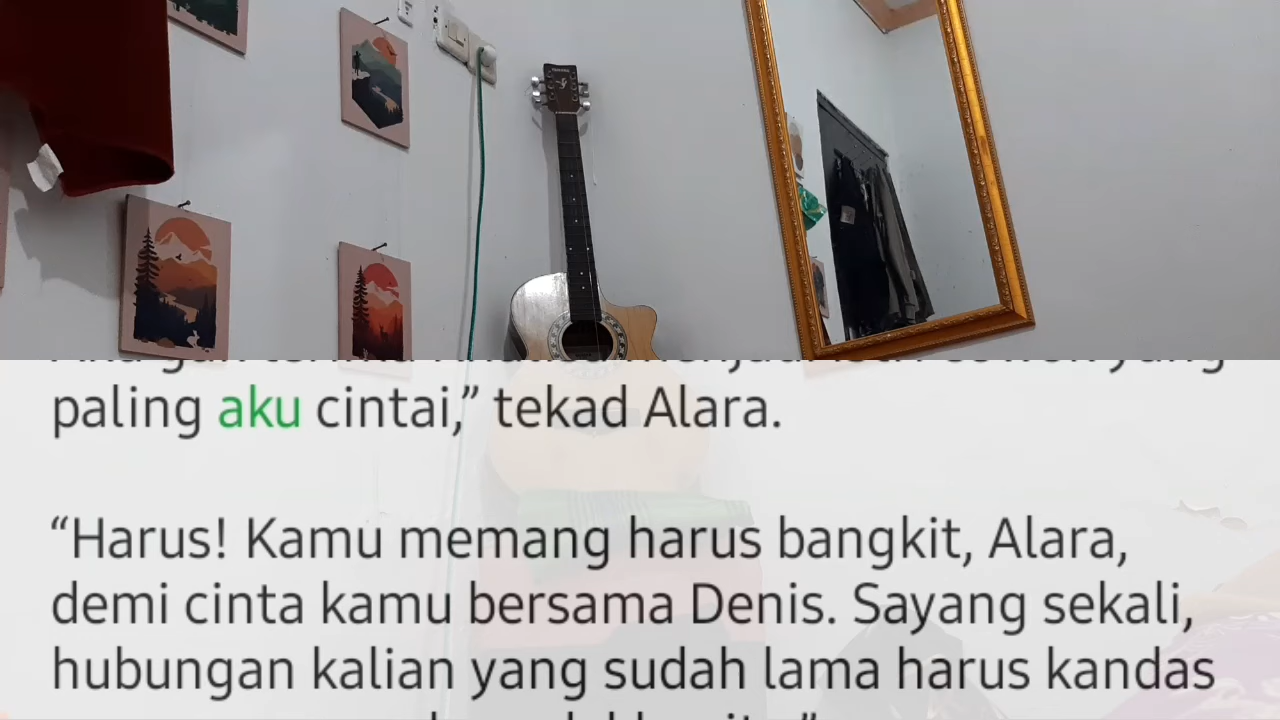 yang
paling aku cintai,” tekad Alara.
“Harus! Kamu memang harus bangkit, Alara,
demi cinta kamu bersama Denis. Sayang sekali,
hubungan kalian yang sudah lama harus kandas